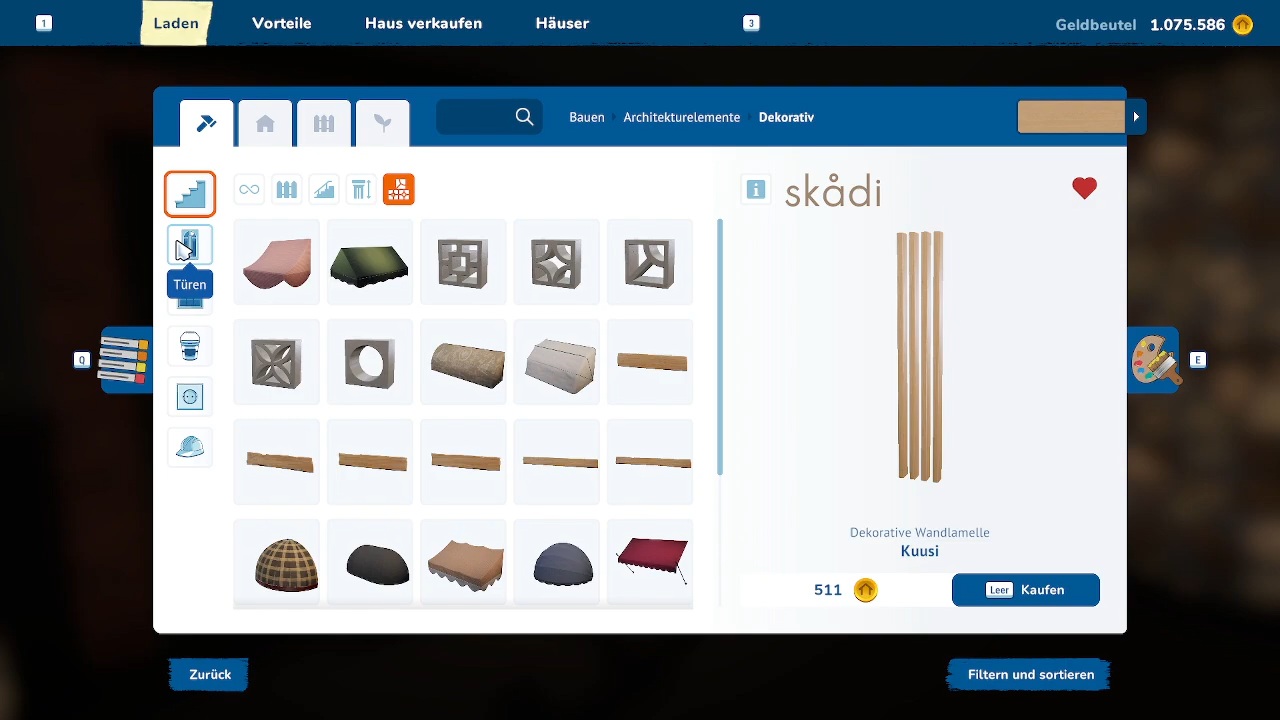 1
Laden
Vorteile
Haus verkaufen
Häuser
3
Geldbeutel 1.075.586
Bauen
Architekturelemente
Dekorativ
skådi
Türen
Q
E
Dekorative Wandlamelle
Kuusi
511
Leer Kaufen
Zurück
Filtern und sortieren